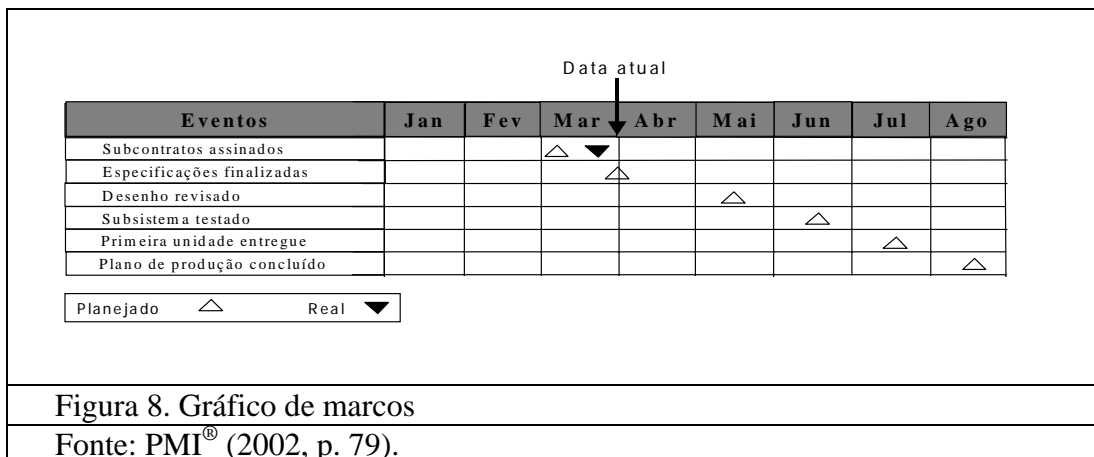 Data atual
Eventos Jan Fev Mar Abr Mai Jun Jul Ago
Subcontratos assinados
Especificações finalizadas
Desenho revisado
Subsistema testado
Primeira unidade entregue
Plano de produção concluído
Planejado Real
Figura 8. Gráfico de marcos
Fonte: PMI® (2002, p. 79).